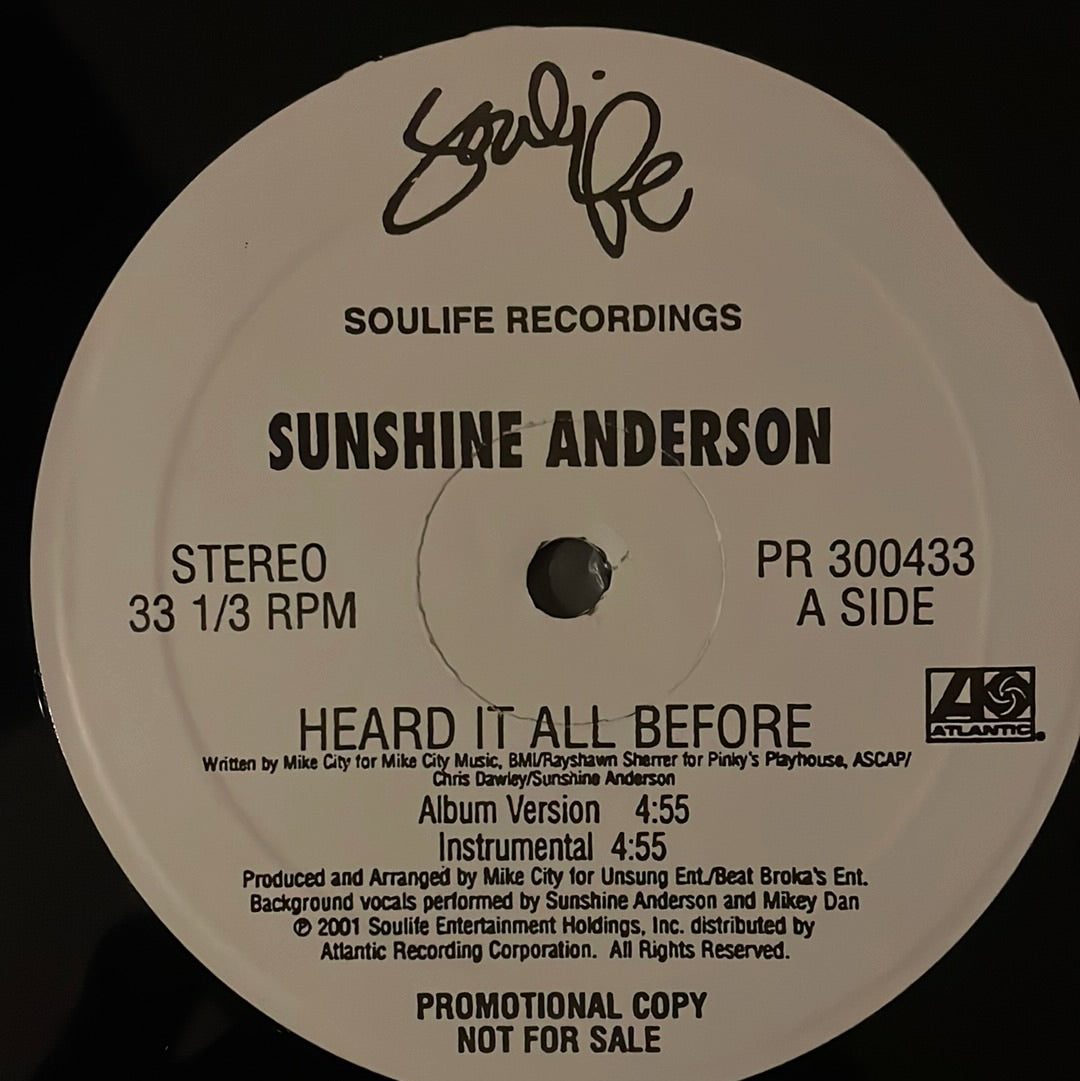 Soulife
SOULIFE RECORDINGS
SUNSHINE ANDERSON
STEREO
33 1/3 RPM
PR 300433
A SIDE
ATLANTIC
HEARD IT ALL BEFORE
Written by Mike City for Mike City Music, BMI/Rayshawn Sherrer for Pinky's Playhouse, ASCAP/
Chris Dawley/Sunshine Anderson
Album Version 4:55
Instrumental 4:55
Produced and Arranged by Mike City for Unsung Ent./Beat Broka's Ent.
Background vocals performed by Sunshine Anderson and Mikey Dan
℗ 2001 Soulife Entertainment Holdings, Inc. distributed by
Atlantic Recording Corporation. All Rights Reserved.
PROMOTIONAL COPY
NOT FOR SALE